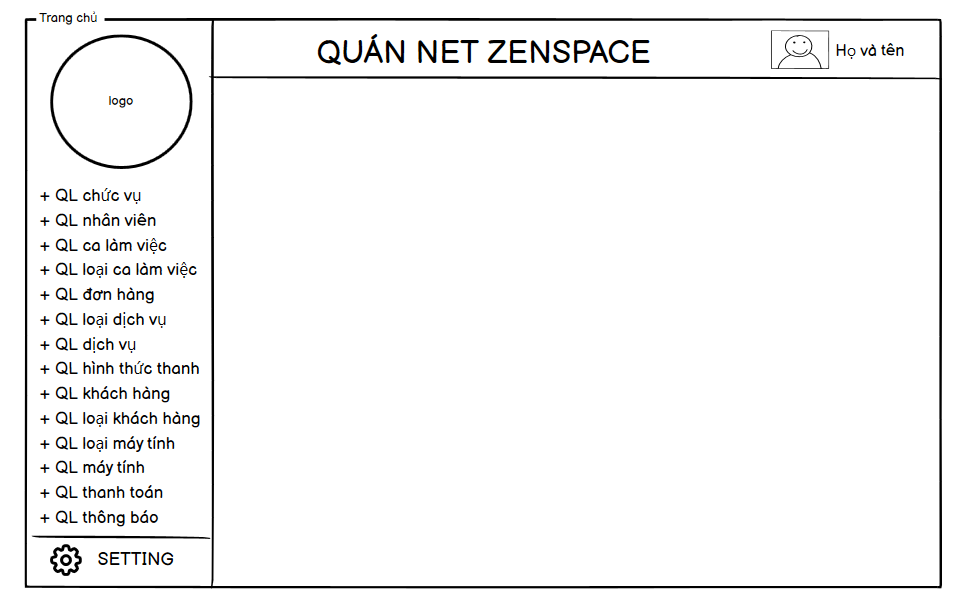 Trang chủ
logo
QUÁN NET ZENSPACE
Họ và tên
+ QL chức vụ
+ QL nhân viên
+ QL ca làm việc
+ QL loại ca làm việc
+ QL đơn hàng
+ QL loại dịch vụ
+ QL dịch vụ
+ QL hình thức thanh
+ QL khách hàng
+ QL loại khách hàng
+ QL loại máy tính
+ QL máy tính
+ QL thanh toán
+ QL thông báo
SETTING